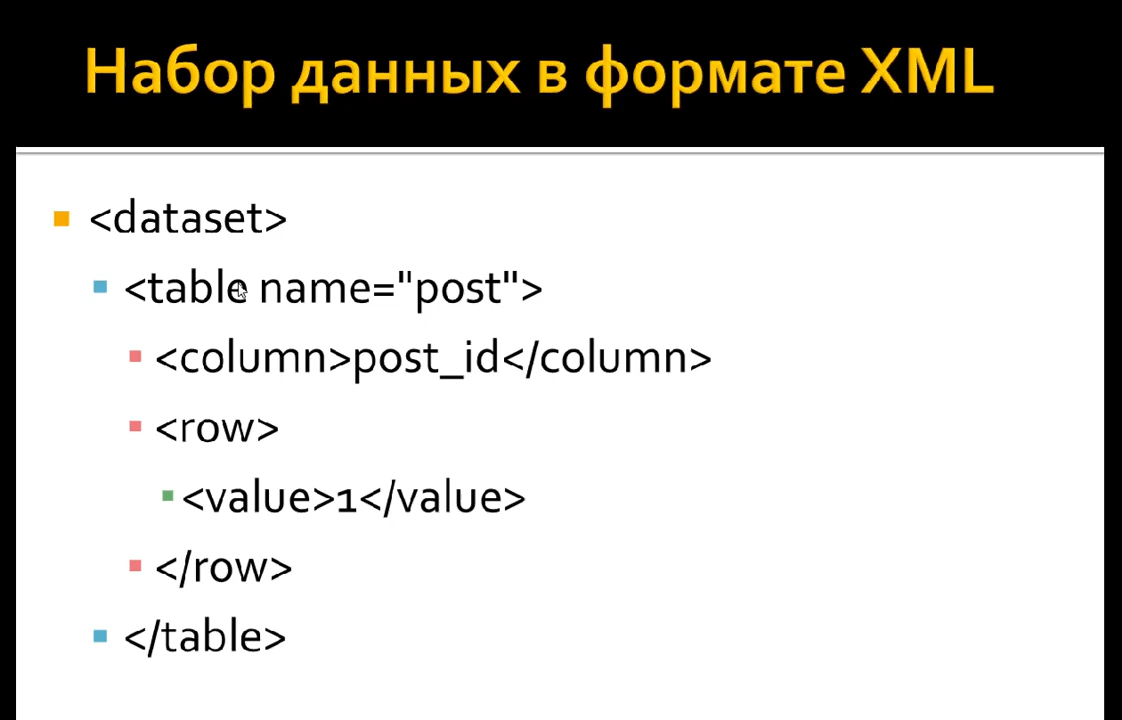 Набор данных в формате XML
<dataset>
<table name="post">
<column>post_id</column>
<row>
<value>1</value>
</row>
</table>